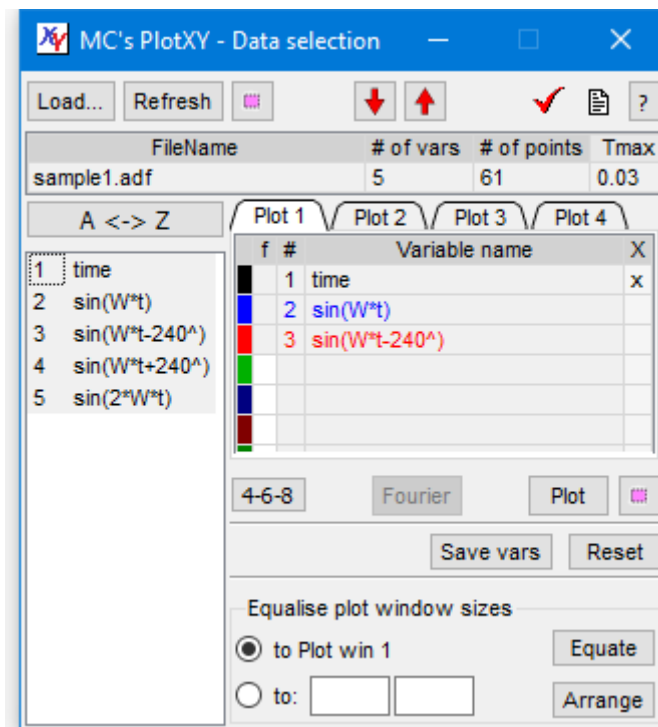 MC's PlotXY - Data selection
Load... Refresh ?
FileName # of vars # of points Tmax
sample1.adf 5 61 0.03
A <-> Z Plot 1 Plot 2 Plot 3 Plot 4
f # Variable name X
1 time
2 sin(W*t)
3 sin(W*t-240^)
4 sin(W*t+240^)
5 sin(2*W*t)
1 time x
2 sin(W*t)
3 sin(W*t-240^)
4-6-8 Fourier Plot
Save vars Reset
Equalise plot window sizes
to Plot win 1 Equate
to: Arrange